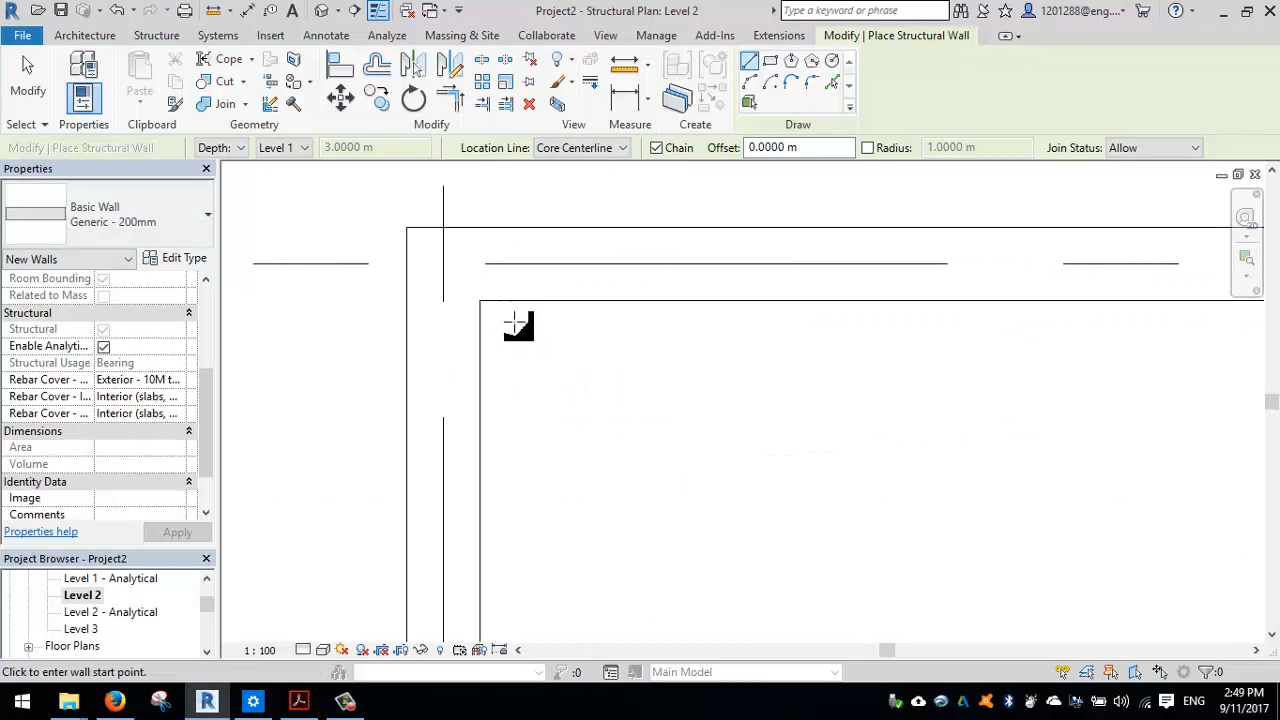 Project2 - Structural Plan: Level 2
Type a keyword or phrase
1201288@eng....
File
Architecture
Structure
Systems
Insert
Annotate
Analyze
Massing & Site
Collaborate
View
Manage
Add-Ins
Extensions
Modify | Place Structural Wall
Modify
Paste
Cope
Cut
Join
Select
Properties
Clipboard
Geometry
Modify
View
Measure
Create
Draw
Modify | Place Structural Wall
Depth:
Level 1
3.0000 m
Location Line:
Core Centerline
Chain
Offset:
0.0000 m
Radius:
1.0000 m
Join Status:
Allow
Properties
Basic Wall
Generic - 200mm
New Walls
Edit Type
Room Bounding
Related to Mass
Structural
Structural
Enable Analyti...
Structural Usage
Bearing
Rebar Cover - ...
Exterior - 10M t...
Rebar Cover - I...
Interior (slabs, ...
Rebar Cover - ...
Interior (slabs, ...
Dimensions
Area
Volume
Identity Data
Image
Comments
Properties help
Apply
Project Browser - Project2
Level 1 - Analytical
Level 2
Level 2 - Analytical
Level 3
Floor Plans
2D
1 : 100
Click to enter wall start point.
:0
Main Model
:0
ENG
2:49 PM
9/11/2017